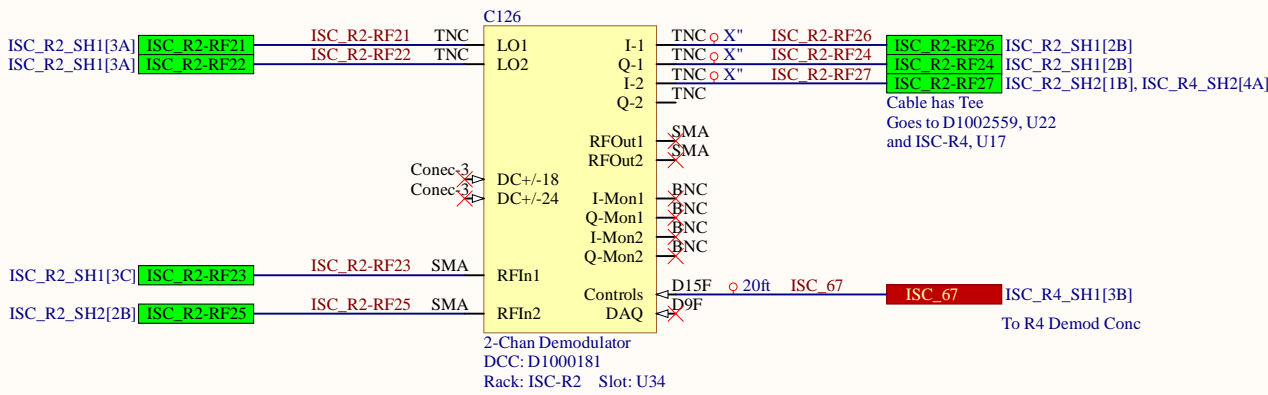 C126
ISC_R2_SH1[3A] ISC_R2-RF21 ISC_R2-RF21 TNC LO1 I-1 TNC X" ISC_R2-RF26 ISC_R2-RF26 ISC_R2_SH1[2B]
ISC_R2_SH1[3A] ISC_R2-RF22 ISC_R2-RF22 TNC LO2 Q-1 TNC X" ISC_R2-RF24 ISC_R2-RF24 ISC_R2_SH1[2B]
I-2 TNC X" ISC_R2-RF27 ISC_R2-RF27 ISC_R2_SH2[1B], ISC_R4_SH2[4A]
Q-2 TNC
Cable has Tee
Goes to D1002559, U22
and ISC-R4, U17
RFOut1 SMA
RFOut2 SMA
Conec-3 DC+/-18
Conec-3 DC+/-24 I-Mon1 BNC
Q-Mon1 BNC
I-Mon2 BNC
Q-Mon2 BNC
ISC_R2_SH1[3C] ISC_R2-RF23 ISC_R2-RF23 SMA RFIn1
Controls D15F 20ft ISC_67 ISC_67 ISC_R4_SH1[3B]
ISC_R2_SH2[2B] ISC_R2-RF25 ISC_R2-RF25 SMA RFIn2 DAQ D9F
To R4 Demod Conc
2-Chan Demodulator
DCC: D1000181
Rack: ISC-R2 Slot: U34